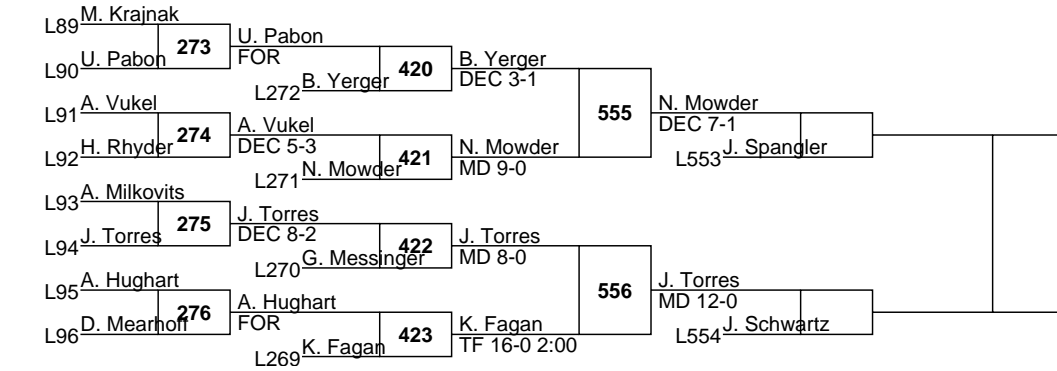 L89 M. Krajnak
273 U. Pabon
L90 U. Pabon FOR
420 B. Yerger
L272 B. Yerger DEC 3-1
L91 A. Vukel
555 N. Mowder
274 A. Vukel DEC 7-1
L92 H. Rhyder DEC 5-3
421 N. Mowder
L553 J. Spangler
L271 N. Mowder MD 9-0
L93 A. Milkovits
275 J. Torres
L94 J. Torres DEC 8-2
422 J. Torres
L270 G. Messinger MD 8-0
L95 A. Hughart
556 J. Torres
276 A. Hughart MD 12-0
L96 D. Mearhoff FOR
423 K. Fagan
L554 J. Schwartz
L269 K. Fagan TF 16-0 2:00